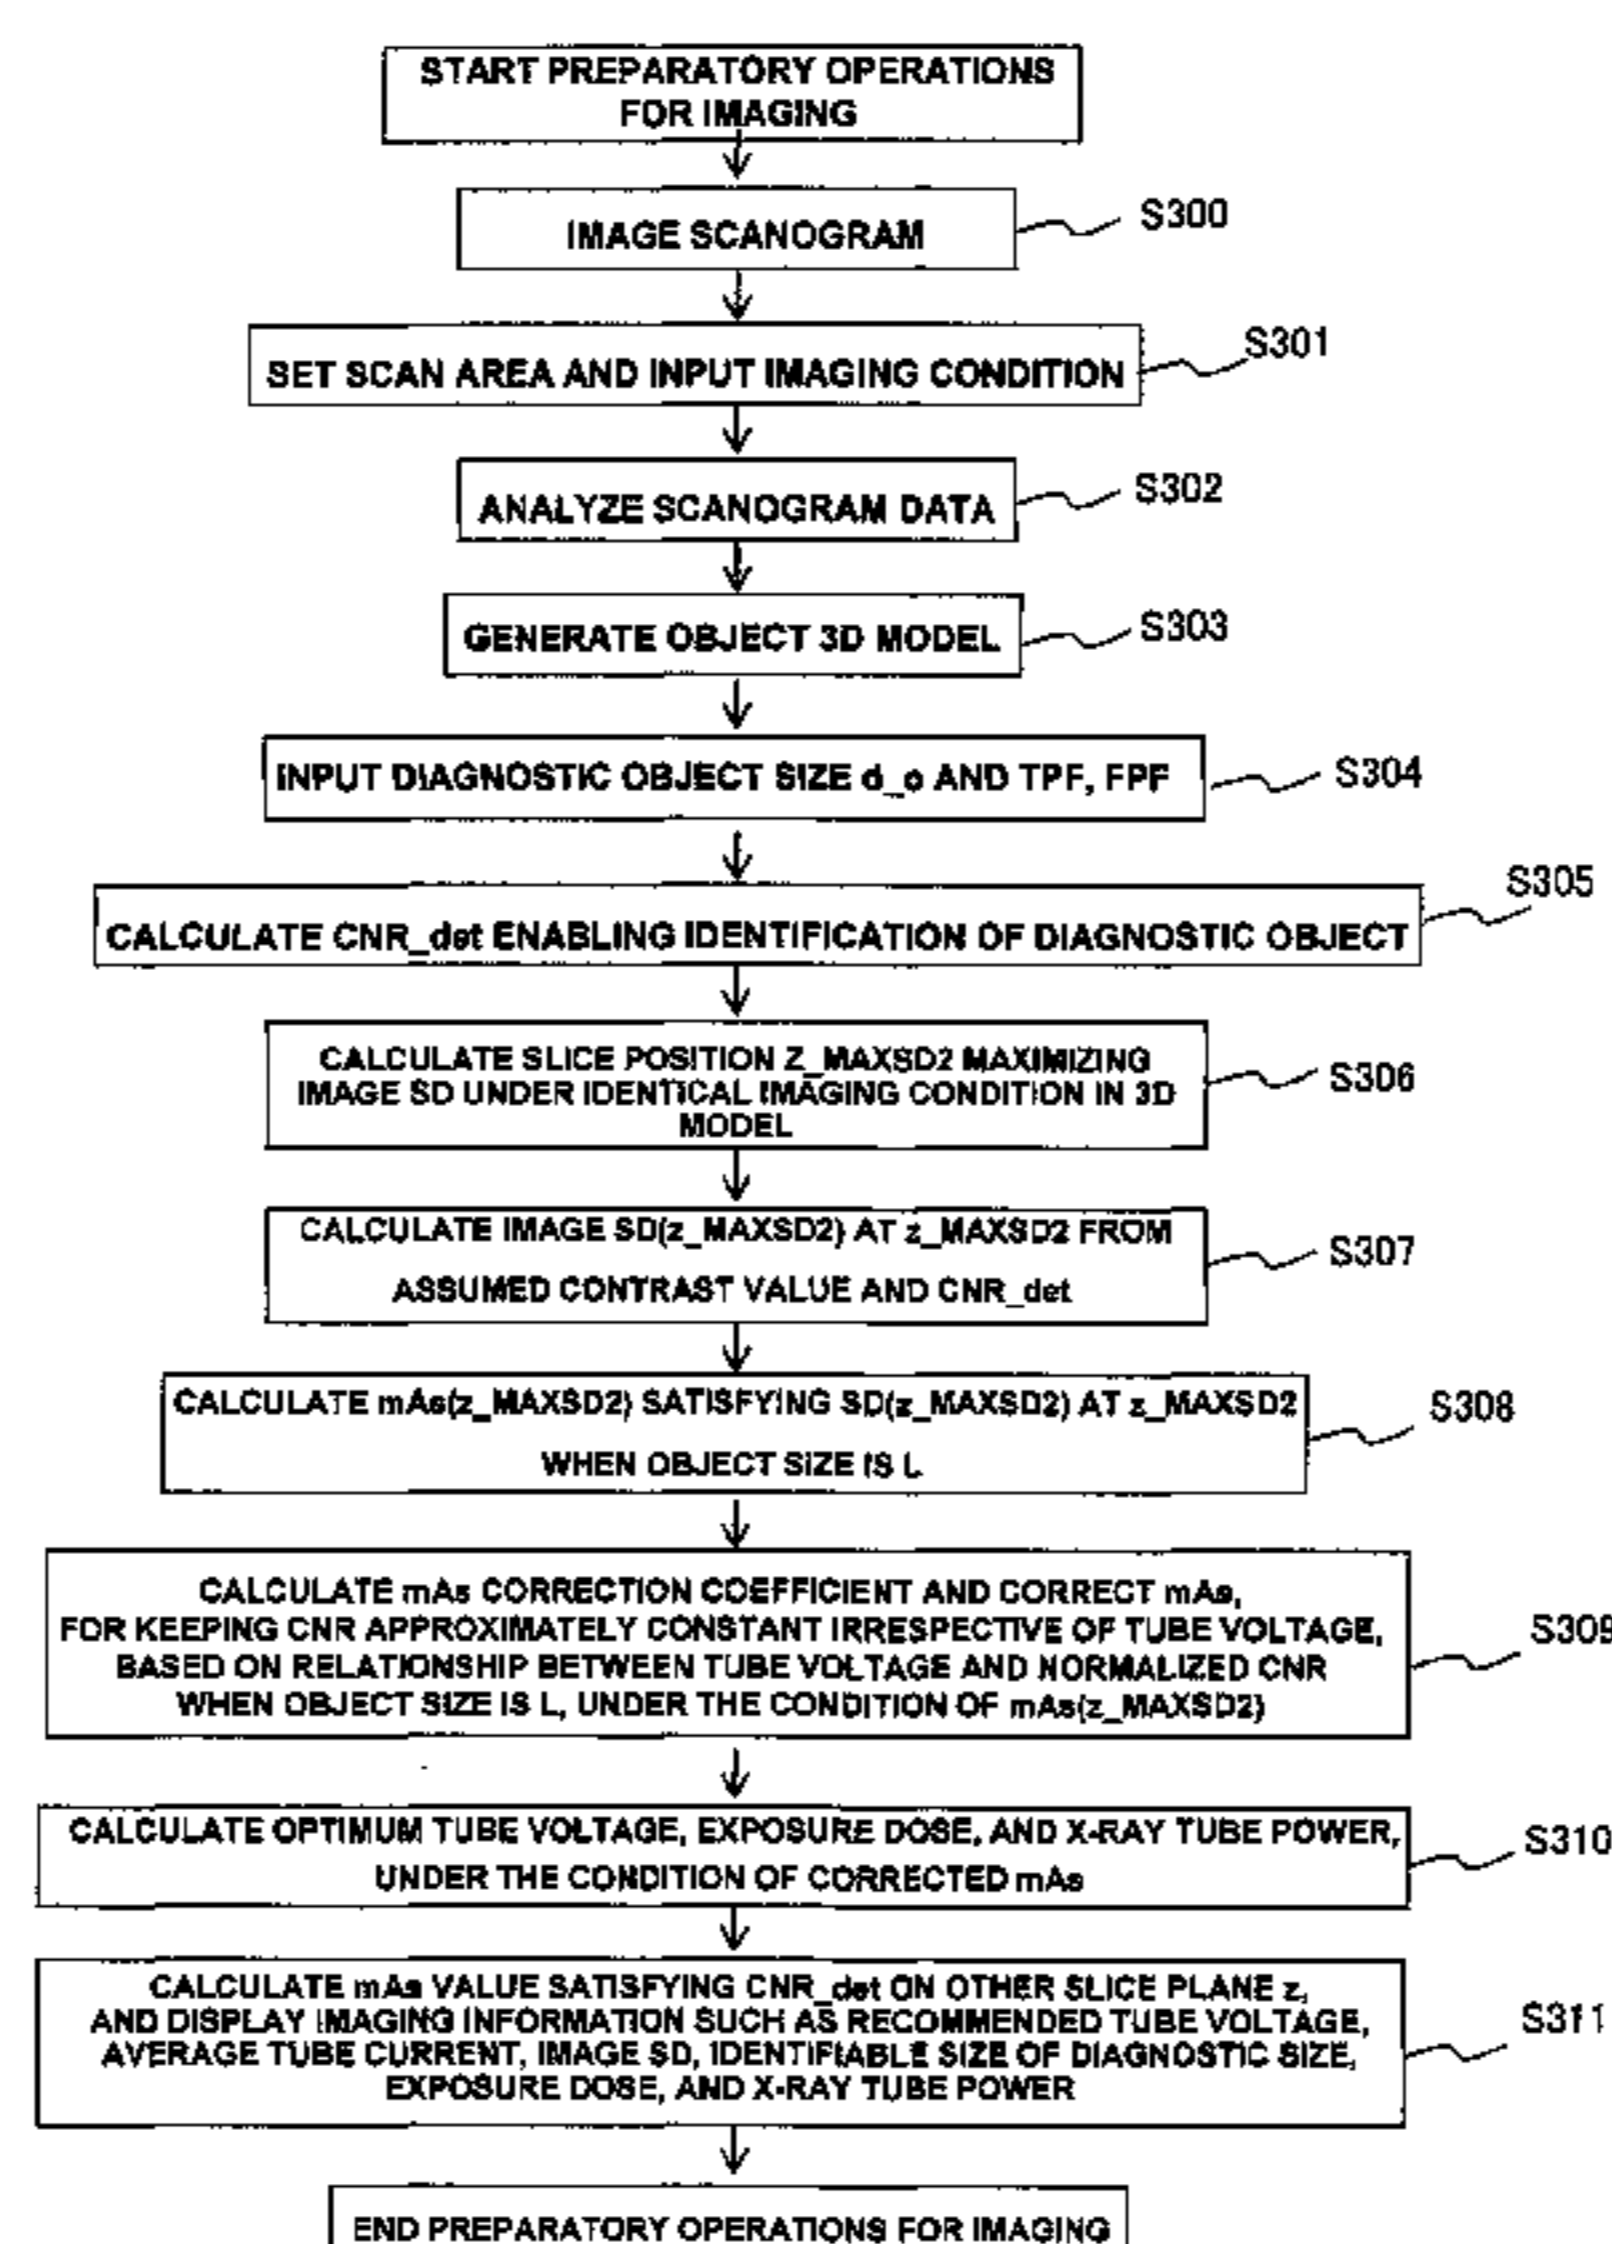 START PREPARATORY OPERATIONS
FOR IMAGING
IMAGE SCANOGRAM
S300
SET SCAN AREA AND INPUT IMAGING CONDITION
S301
ANALYZE SCANOGRAM DATA
S302
GENERATE OBJECT 3D MODEL
S303
INPUT DIAGNOSTIC OBJECT SIZE d_o AND TPF, FPF
S304
CALCULATE CNR_det ENABLING IDENTIFICATION OF DIAGNOSTIC OBJECT
S305
CALCULATE SLICE POSITION Z_MAXSD2 MAXIMIZING
IMAGE SD UNDER IDENTICAL IMAGING CONDITION IN 3D
MODEL
S306
CALCULATE IMAGE SD(z_MAXSD2) AT z_MAXSD2 FROM
ASSUMED CONTRAST VALUE AND CNR_det
S307
CALCULATE mAs(z_MAXSD2) SATISFYING SD(z_MAXSD2) AT z_MAXSD2
WHEN OBJECT SIZE IS L
S308
CALCULATE mAs CORRECTION COEFFICIENT AND CORRECT mAs,
FOR KEEPING CNR APPROXIMATELY CONSTANT IRRESPECTIVE OF TUBE VOLTAGE,
BASED ON RELATIONSHIP BETWEEN TUBE VOLTAGE AND NORMALIZED CNR
WHEN OBJECT SIZE IS L, UNDER THE CONDITION OF mAs(z_MAXSD2)
S309
CALCULATE OPTIMUM TUBE VOLTAGE, EXPOSURE DOSE, AND X-RAY TUBE POWER,
UNDER THE CONDITION OF CORRECTED mAs
S310
CALCULATE mAs VALUE SATISFYING CNR_det ON OTHER SLICE PLANE z,
AND DISPLAY IMAGING INFORMATION SUCH AS RECOMMENDED TUBE VOLTAGE,
AVERAGE TUBE CURRENT, IMAGE SD, IDENTIFIABLE SIZE OF DIAGNOSTIC SIZE,
EXPOSURE DOSE, AND X-RAY TUBE POWER
S311
END PREPARATORY OPERATIONS FOR IMAGING